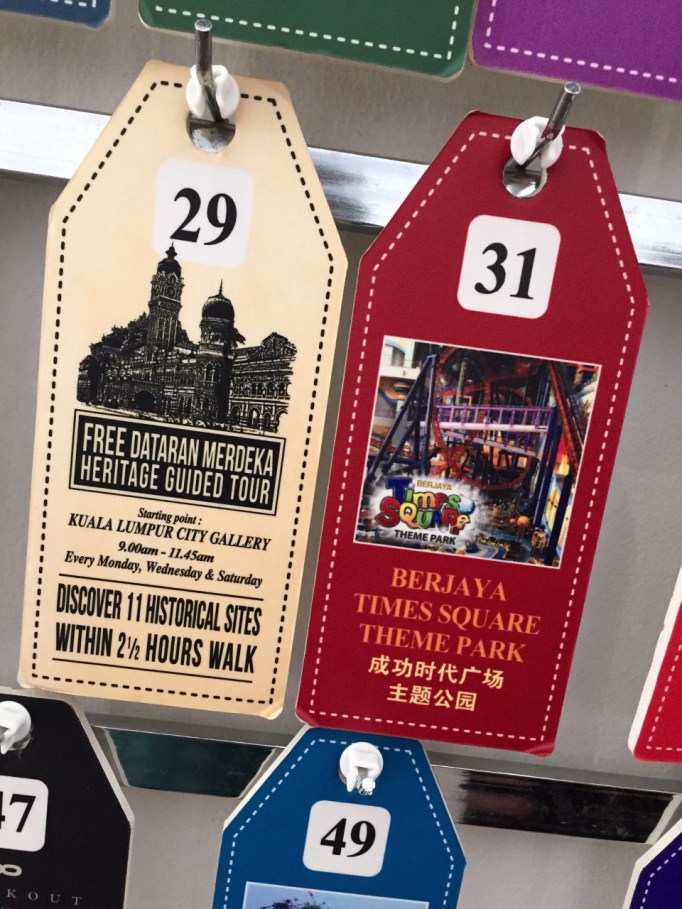 29
FREE DATARAN MERDEKA
HERITAGE GUIDED TOUR
Starting point :
KUALA LUMPUR CITY GALLERY
9.00am - 11.45am
Every Monday, Wednesday & Saturday
DISCOVER 11 HISTORICAL SITES
WITHIN 2½ HOURS WALK
31
BERJAYA
TIMES
SQUARE
THEME PARK
BERJAYA
TIMES SQUARE
THEME PARK
成功时代广场
主题公园
47
KOUT
49